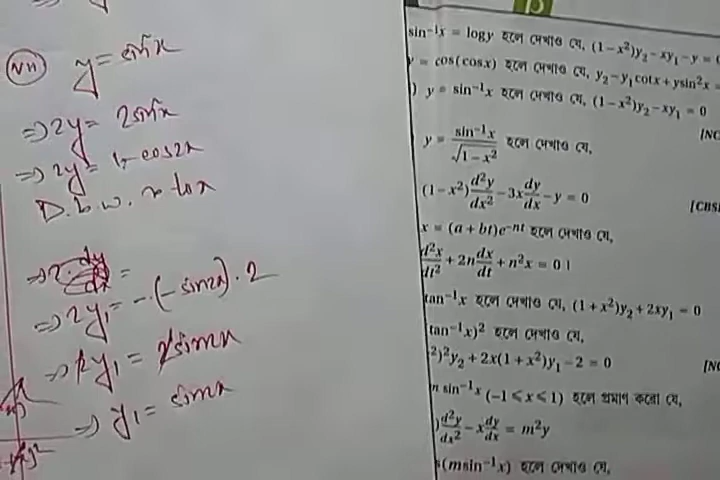 (vii) y = sin²x
=> 2y = 2sin²x
=> 2y = 1-cos2x
D.b.w.r to x
=> 2y₁ = -(-sin2x).2
=> 2y₁ = 2sin2x
=> y₁ = sin2x
sin⁻¹x = logy হলে দেখাও যে, (1−x²)y₂−xy₁−y =
= cos(cosx) হলে দেখাও যে, y₂−y₁cotx+ysin²x =
) y = sin⁻¹x হলে দেখাও যে, (1−x²)y₂−xy₁ = 0
y = sin⁻¹x/√(1−x²) হলে দেখাও যে,
(1−x²)d²y/dx²−3x dy/dx−y = 0
x = (a + bt)e⁻ⁿᵗ হলে দেখাও যে,
d²x/dt² + 2n dx/dt + n²x = 0।
tan⁻¹x হলে দেখাও যে, (1+x²)y₂+2xy₁ = 0
tan⁻¹x)² হলে দেখাও যে,
²)²y₂ + 2x(1+x²)y₁−2 = 0
sin⁻¹x (−1⩽x⩽1) হলে প্রমাণ করো যে,
)d²y/dx² − x dy/dx = m²y
(msin⁻¹x) হলে দেখাও যে,